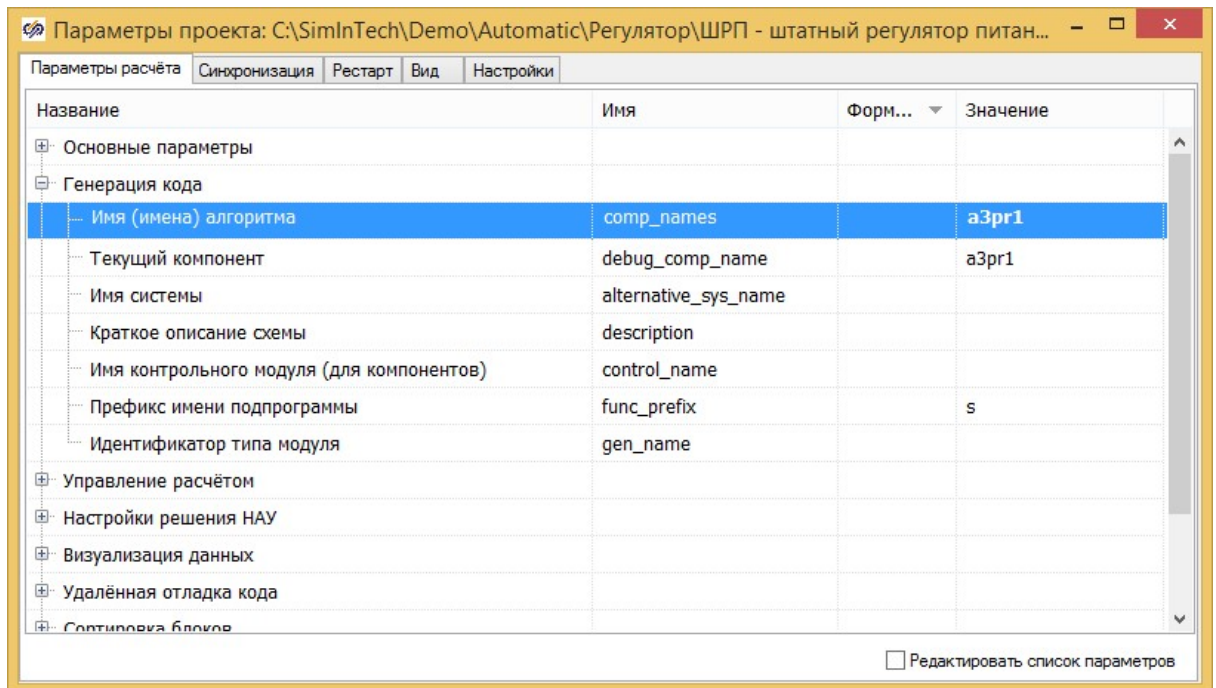 Параметры проекта: C:\SimInTech\Demo\Automatic\Регулятор\ШРП - штатный регулятор питан...
Параметры расчёта Синхронизация Рестарт Вид Настройки
Название Имя Форм... Значение
Основные параметры
Генерация кода
Имя (имена) алгоритма comp_names a3pr1
Текущий компонент debug_comp_name a3pr1
Имя системы alternative_sys_name
Краткое описание схемы description
Имя контрольного модуля (для компонентов) control_name
Префикс имени подпрограммы func_prefix s
Идентификатор типа модуля gen_name
Управление расчётом
Настройки решения НАУ
Визуализация данных
Удалённая отладка кода
Сортировка блоков
Редактировать список параметров